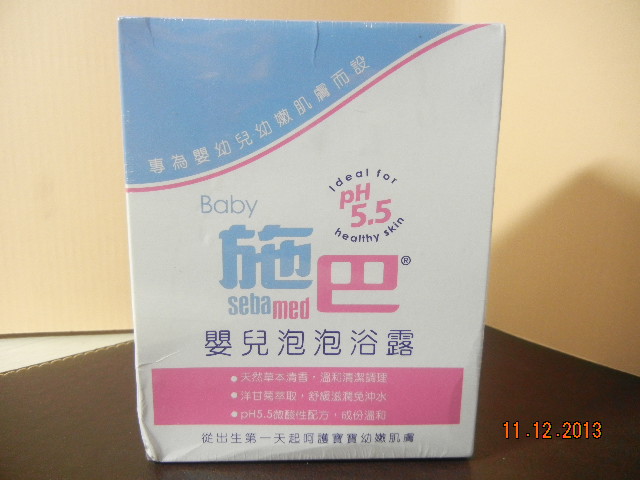 專為嬰幼兒幼嫩肌膚而設
Baby
Ideal for
pH
5.5
healthy skin
施巴®
sebamed
嬰兒泡泡浴露
• 天然草本清香，溫和清潔護理
• 洋甘菊萃取，舒緩滋潤免沖水
• pH5.5微酸性配方，成份溫和
從出生第一天起呵護寶寶幼嫩肌膚
11.12.2013